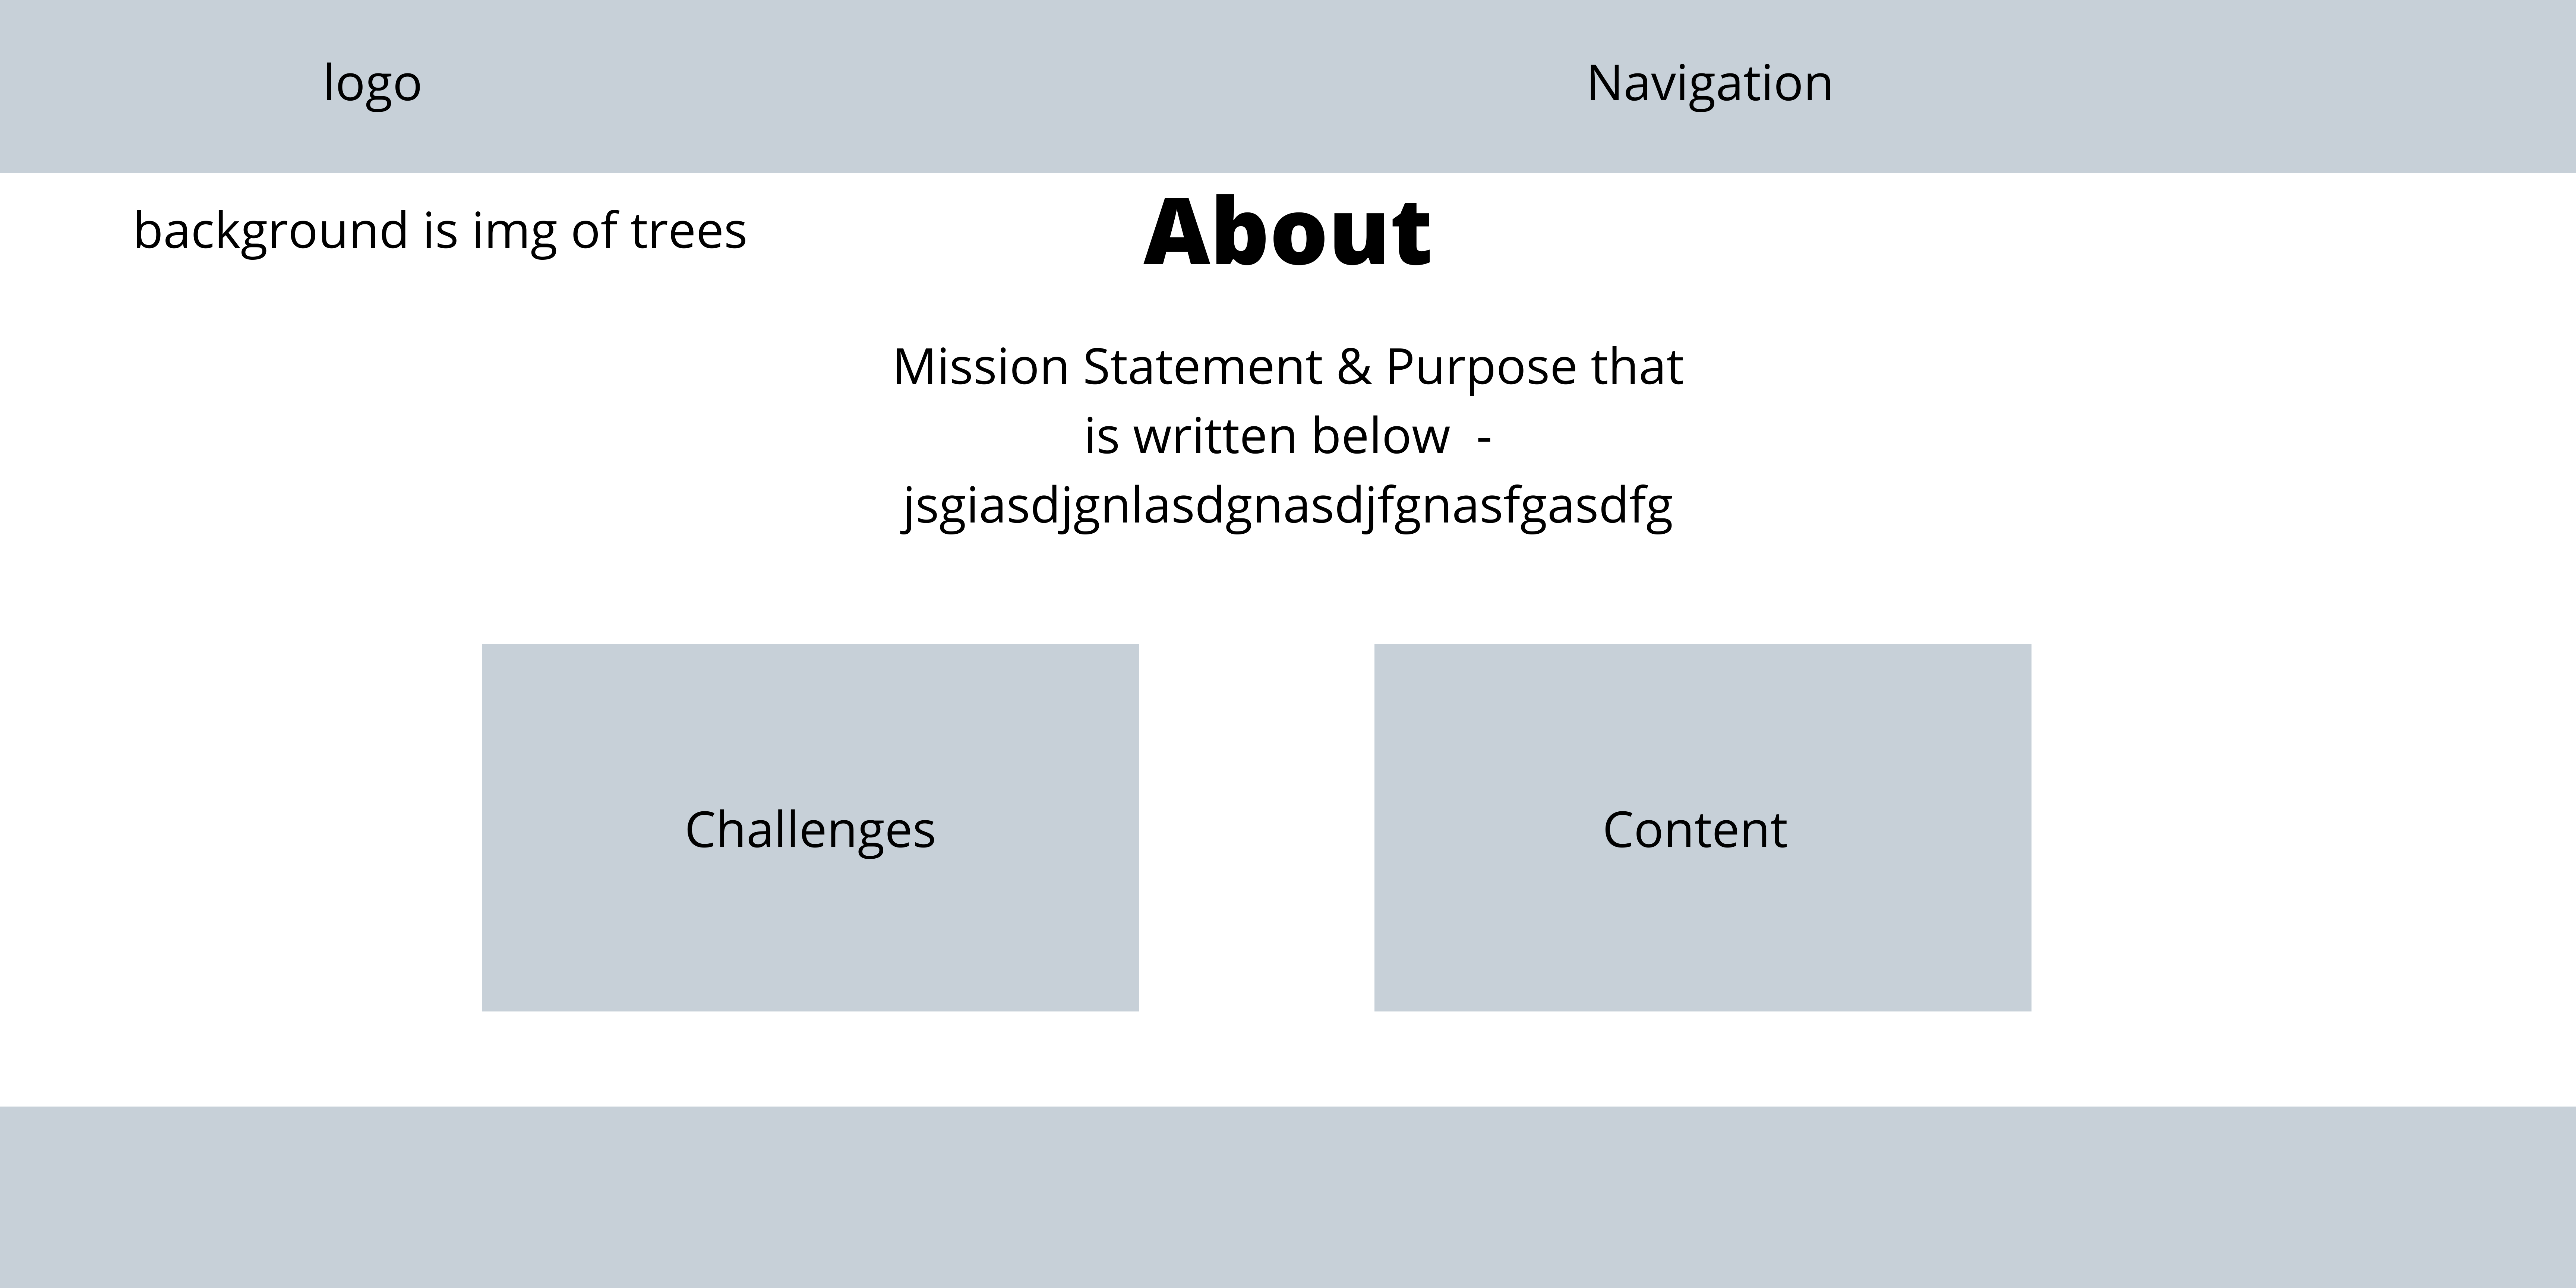 logo
Navigation
background is img of trees
About
Mission Statement & Purpose that
is written below  -
jsgiasdjgnlasdgnasdjfgnasfgasdfg
Challenges
Content